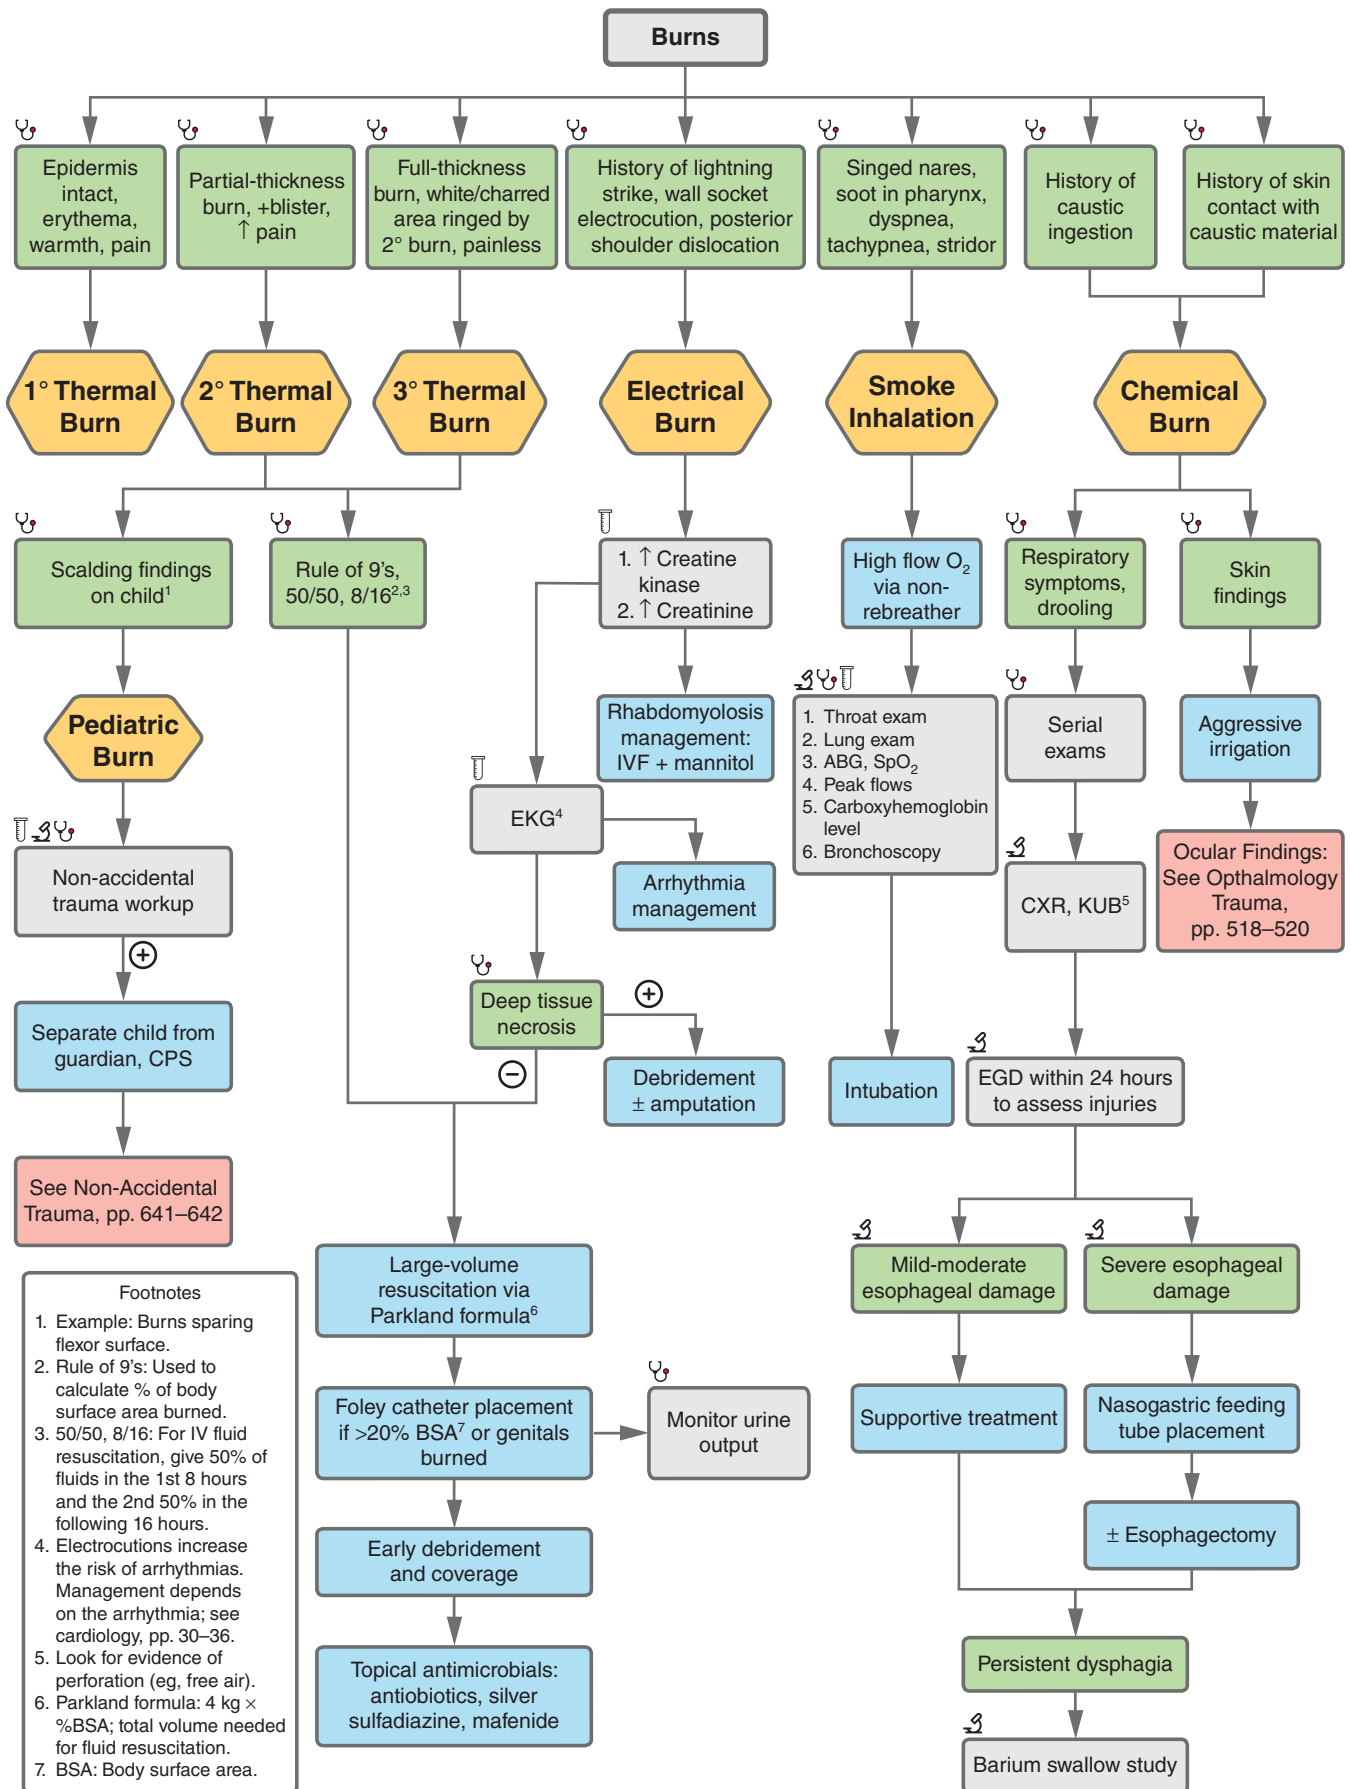 Burns
Epidermis
intact,
erythema,
warmth, pain
Partial-thickness
burn, +blister,
↑ pain
Full-thickness
burn, white/charred
area ringed by
2° burn, painless
History of lightning
strike, wall socket
electrocution, posterior
shoulder dislocation
Singed nares,
soot in pharynx,
dyspnea,
tachypnea, stridor
History of
caustic
ingestion
History of skin
contact with
caustic material
1° Thermal
Burn
2° Thermal
Burn
3° Thermal
Burn
Electrical
Burn
Smoke
Inhalation
Chemical
Burn
Scalding findings
on child1
Rule of 9's,
50/50, 8/162,3
1. ↑ Creatine
kinase
2. ↑ Creatinine
High flow O2
via non-
rebreather
Respiratory
symptoms,
drooling
Skin
findings
Pediatric
Burn
Rhabdomyolosis
management:
IVF + mannitol
1. Throat exam
2. Lung exam
3. ABG, SpO2
4. Peak flows
5. Carboxyhemoglobin
level
6. Bronchoscopy
Serial
exams
Aggressive
irrigation
EKG4
Non-accidental
trauma workup
Arrhythmia
management
CXR, KUB5
Ocular Findings:
See Opthalmology
Trauma,
pp. 518–520
+
Deep tissue
necrosis
+
−
Separate child from
guardian, CPS
Debridement
± amputation
Intubation
EGD within 24 hours
to assess injuries
See Non-Accidental
Trauma, pp. 641–642
Large-volume
resuscitation via
Parkland formula6
Mild-moderate
esophageal damage
Severe esophageal
damage
Foley catheter placement
if >20% BSA7 or genitals
burned
Monitor urine
output
Supportive treatment
Nasogastric feeding
tube placement
Early debridement
and coverage
± Esophagectomy
Topical antimicrobials:
antiobiotics, silver
sulfadiazine, mafenide
Persistent dysphagia
Barium swallow study
Footnotes
1. Example: Burns sparing
flexor surface.
2. Rule of 9's: Used to
calculate % of body
surface area burned.
3. 50/50, 8/16: For IV fluid
resuscitation, give 50% of
fluids in the 1st 8 hours
and the 2nd 50% in the
following 16 hours.
4. Electrocutions increase
the risk of arrhythmias.
Management depends
on the arrhythmia; see
cardiology, pp. 30–36.
5. Look for evidence of
perforation (eg, free air).
6. Parkland formula: 4 kg ×
%BSA; total volume needed
for fluid resuscitation.
7. BSA: Body surface area.